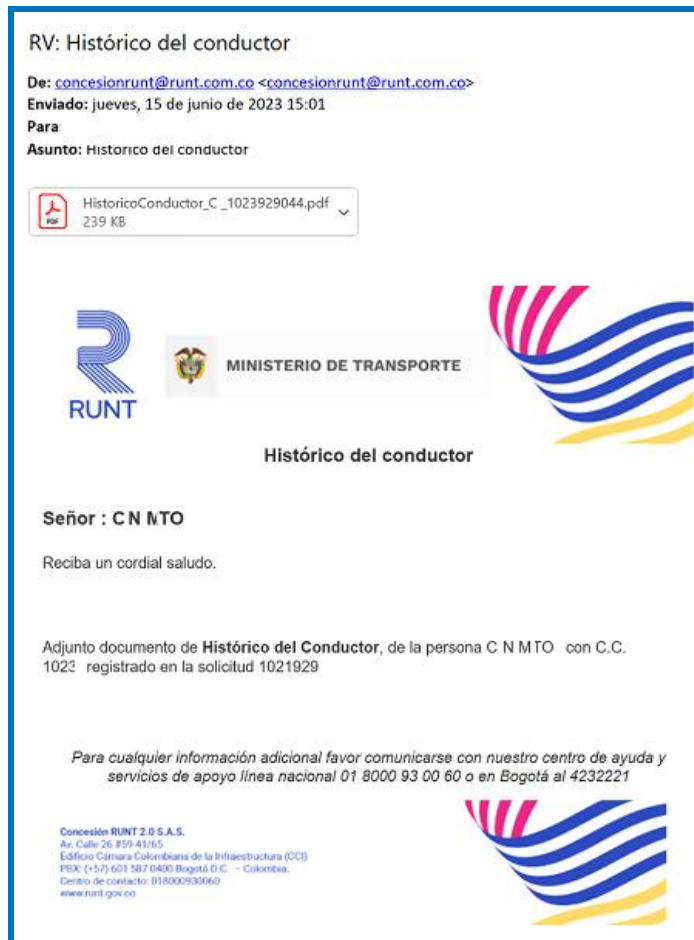 RV: Histórico del conductor
De: concesionrunt@runt.com.co <concesionrunt@runt.com.co>
Enviado: jueves, 15 de junio de 2023 15:01
Para
Asunto: Historico del conductor
HistoricoConductor_C _1023929044.pdf
239 KB
PDF
RUNT
MINISTERIO DE TRANSPORTE
Histórico del conductor
Señor : C N MTO
Reciba un cordial saludo.
Adjunto documento de Histórico del Conductor, de la persona C N MTO con C.C.
1023 registrado en la solicitud 1021929
Para cualquier información adicional favor comunicarse con nuestro centro de ayuda y
servicios de apoyo línea nacional 01 8000 93 00 60 o en Bogotá al 4232221
Concesión RUNT 2.0 S.A.S.
Av. Calle 26 #59-41/65
Edificio Cámara Colombiana de la Infraestructura (CCI)
PBX: (+57) 601 587 0400 Bogotá D.C. - Colombia.
Centro de contacto: 018000930060
www.runt.gov.co